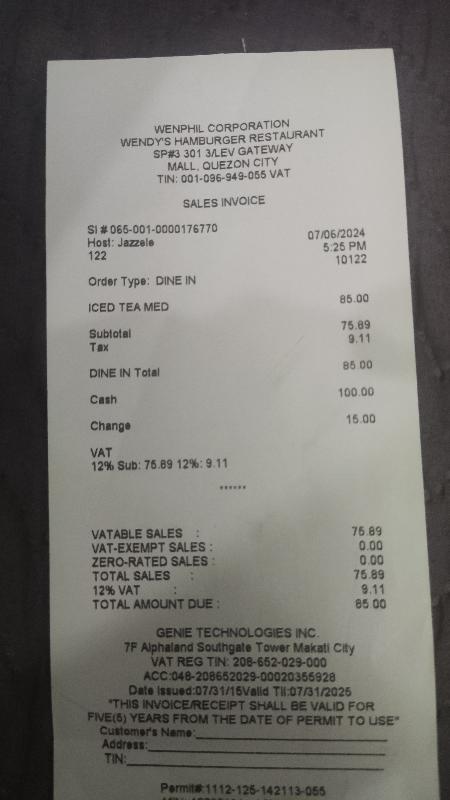 WENPHIL CORPORATION
WENDY'S HAMBURGER RESTAURANT
SP#3 301 3/LEV GATEWAY
MALL, QUEZON CITY
TIN: 001-096-949-055 VAT
SALES INVOICE
SI # 065-001-0000176770 07/06/2024
Host: Jazzele 5:25 PM
122 10122
Order Type: DINE IN
ICED TEA MED 85.00
Subtotal 75.89
Tax 9.11
DINE IN Total 85.00
Cash 100.00
Change 15.00
VAT
12% Sub: 75.89 12%: 9.11
******
VATABLE SALES : 75.89
VAT-EXEMPT SALES : 0.00
ZERO-RATED SALES : 0.00
TOTAL SALES : 75.89
12% VAT : 9.11
TOTAL AMOUNT DUE : 85.00
GENIE TECHNOLOGIES INC.
7F Alphaland Southgate Tower Makati City
VAT REG TIN: 208-652-029-000
ACC:048-208652029-00020355928
Date Issued:07/31/15Valid Til:07/31/2025
"THIS INVOICE/RECEIPT SHALL BE VALID FOR
FIVE(5) YEARS FROM THE DATE OF PERMIT TO USE"
Customer's Name:
Address:
TIN:
Permit#:1112-125-142113-055